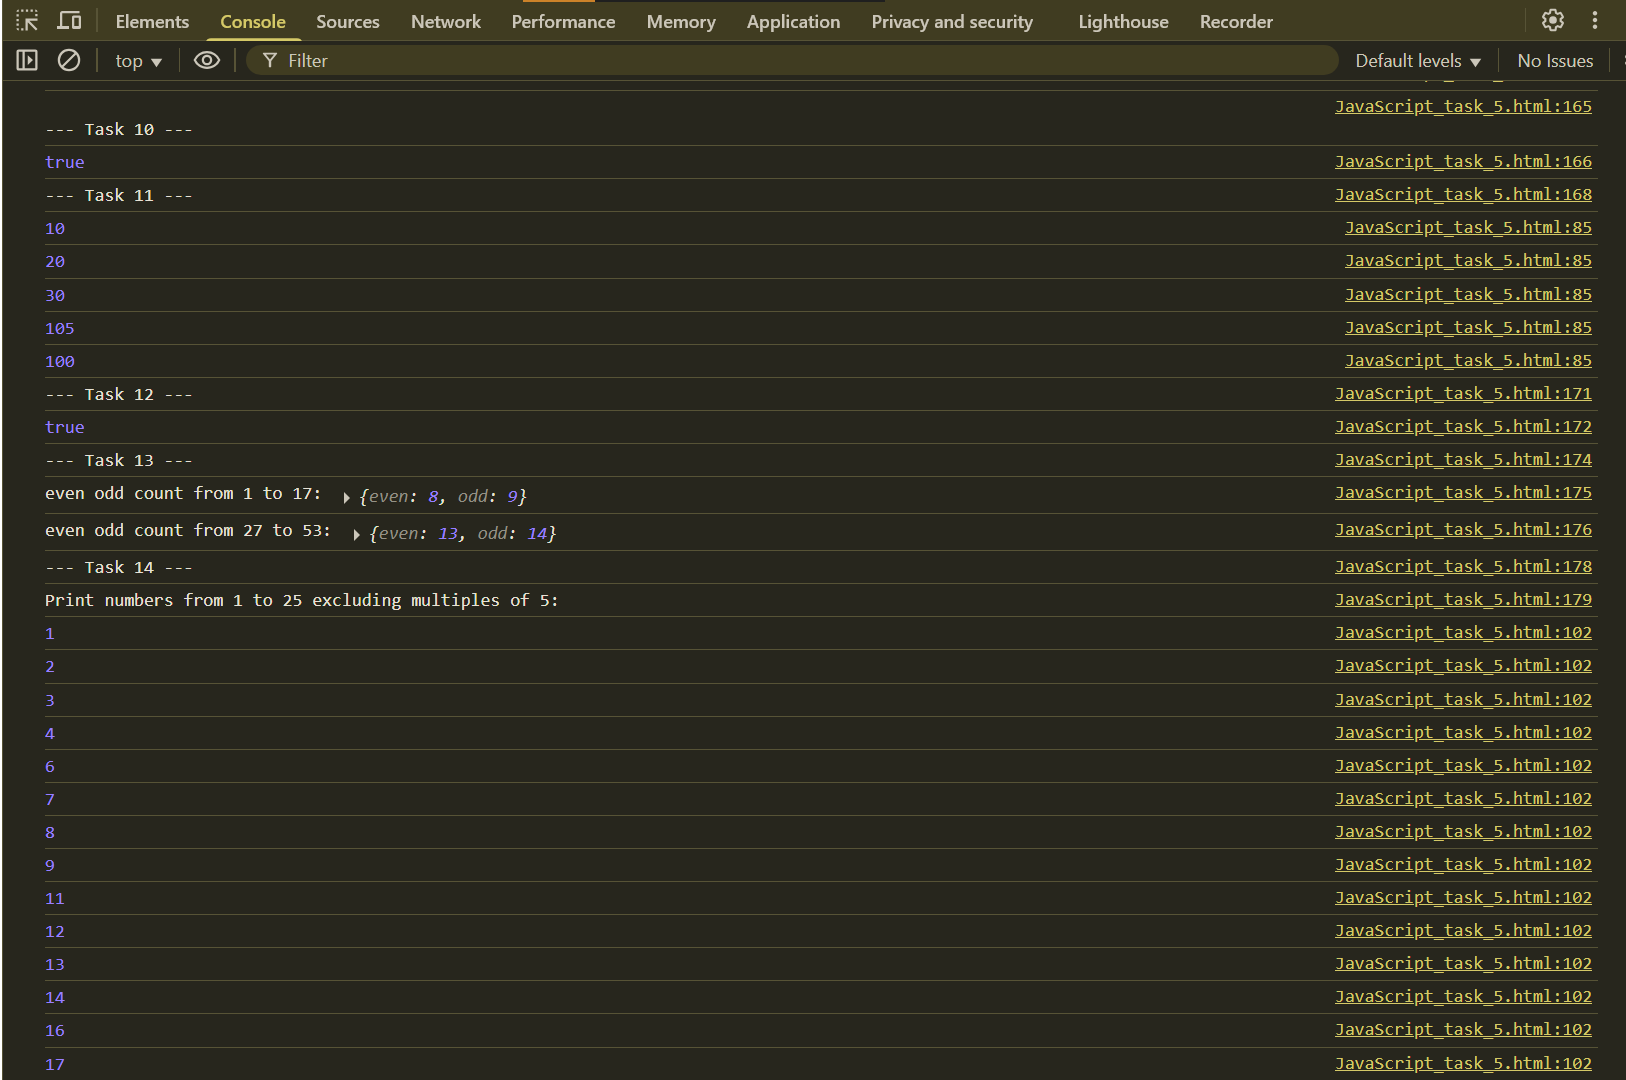 Elements Console Sources Network Performance Memory Application Privacy and security Lighthouse Recorder
top Filter Default levels No Issues
JavaScript_task_5.html:165
--- Task 10 ---
true JavaScript_task_5.html:166
--- Task 11 --- JavaScript_task_5.html:168
10 JavaScript_task_5.html:85
20 JavaScript_task_5.html:85
30 JavaScript_task_5.html:85
105 JavaScript_task_5.html:85
100 JavaScript_task_5.html:85
--- Task 12 --- JavaScript_task_5.html:171
true JavaScript_task_5.html:172
--- Task 13 --- JavaScript_task_5.html:174
even odd count from 1 to 17: {even: 8, odd: 9} JavaScript_task_5.html:175
even odd count from 27 to 53: {even: 13, odd: 14} JavaScript_task_5.html:176
--- Task 14 --- JavaScript_task_5.html:178
Print numbers from 1 to 25 excluding multiples of 5: JavaScript_task_5.html:179
1 JavaScript_task_5.html:102
2 JavaScript_task_5.html:102
3 JavaScript_task_5.html:102
4 JavaScript_task_5.html:102
6 JavaScript_task_5.html:102
7 JavaScript_task_5.html:102
8 JavaScript_task_5.html:102
9 JavaScript_task_5.html:102
11 JavaScript_task_5.html:102
12 JavaScript_task_5.html:102
13 JavaScript_task_5.html:102
14 JavaScript_task_5.html:102
16 JavaScript_task_5.html:102
17 JavaScript_task_5.html:102